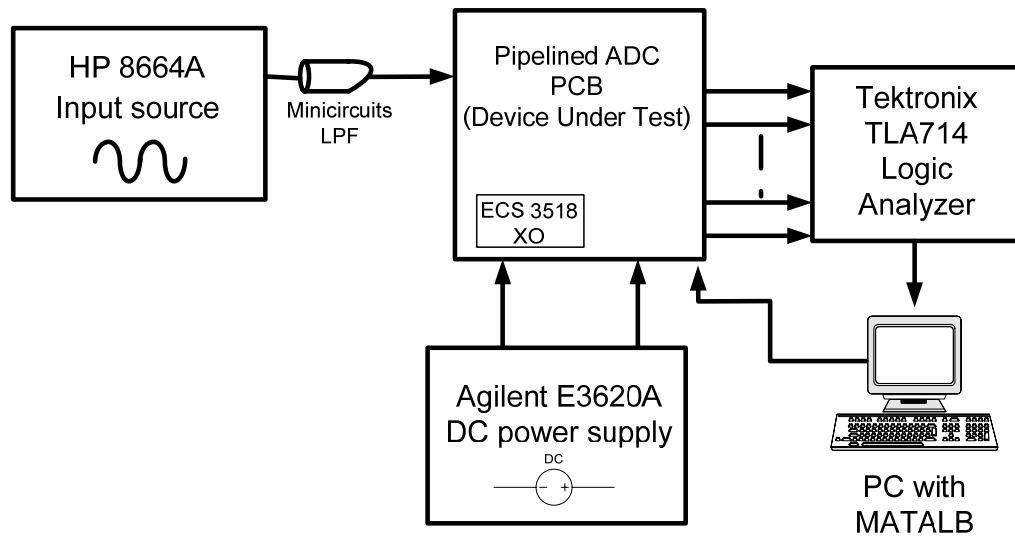 HP 8664A
Input source
Minicircuits
LPF
Pipelined ADC
PCB
(Device Under Test)
ECS 3518
XO
Tektronix
TLA714
Logic
Analyzer
Agilent E3620A
DC power supply
DC
- +
PC with
MATALB